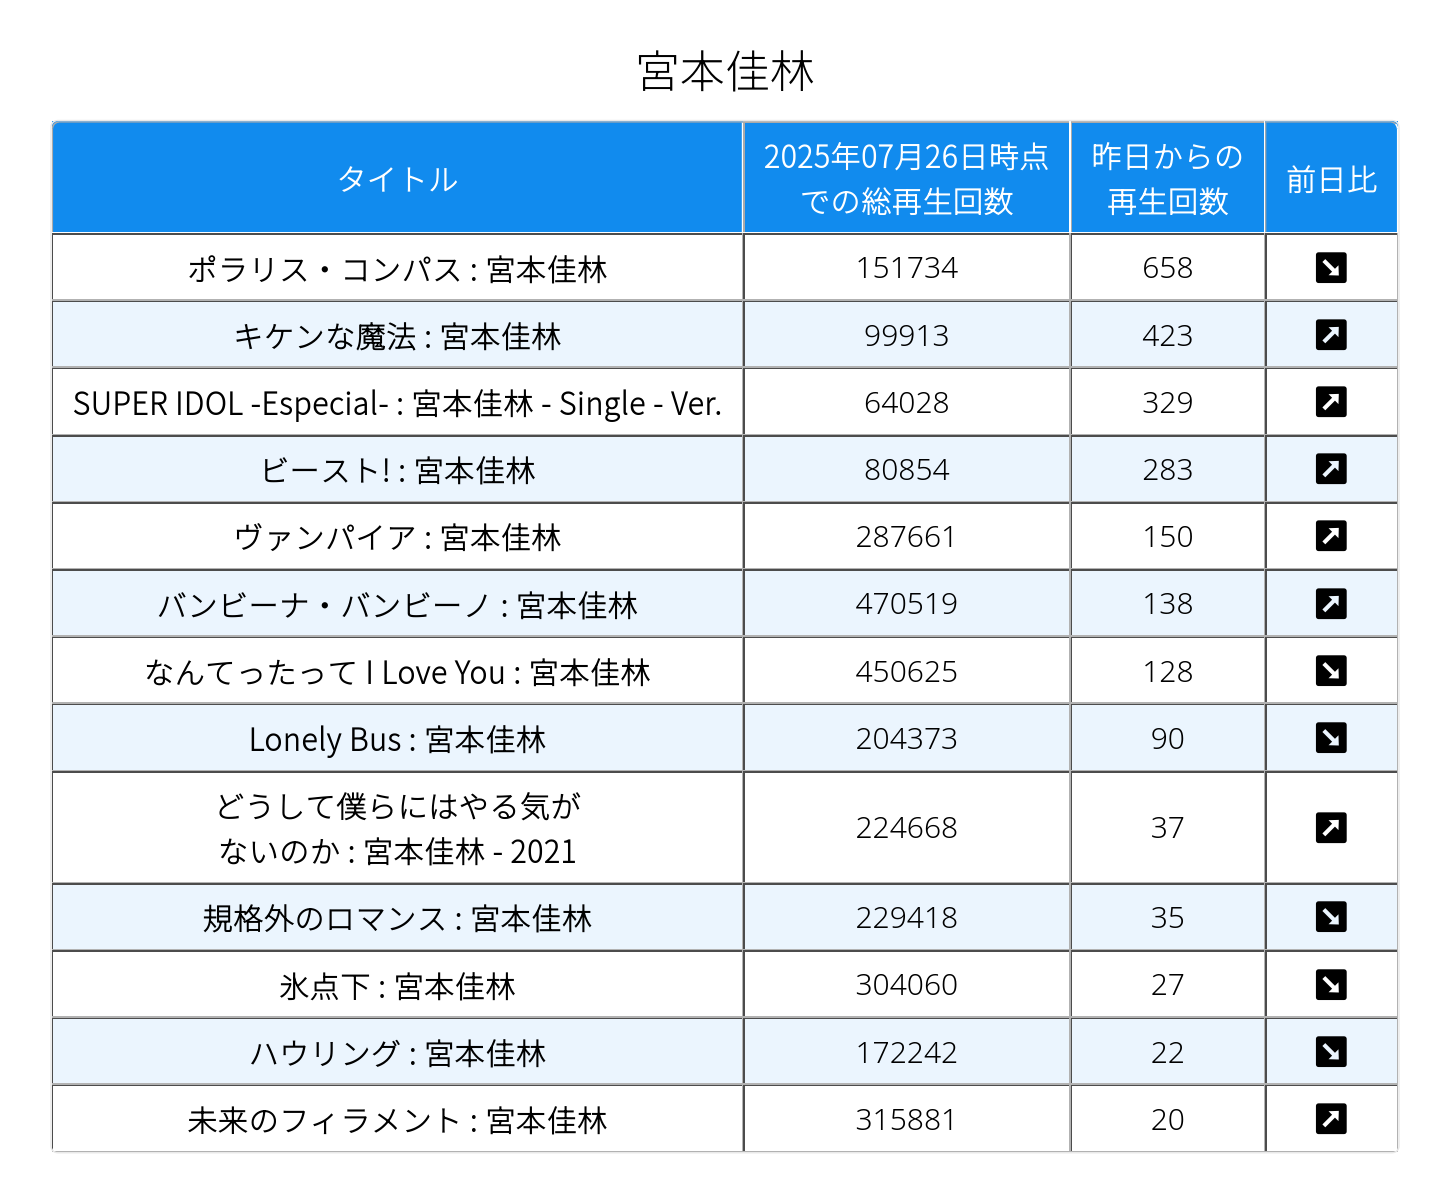 宮本佳林
タイトル
2025年07月26日時点
での総再生回数
昨日からの
再生回数
前日比
ポラリス・コンパス : 宮本佳林 151734 658
キケンな魔法 : 宮本佳林 99913 423
SUPER IDOL -Especial- : 宮本佳林 - Single - Ver. 64028 329
ビースト! : 宮本佳林 80854 283
ヴァンパイア : 宮本佳林 287661 150
バンビーナ・バンビーノ : 宮本佳林 470519 138
なんてったって I Love You : 宮本佳林 450625 128
Lonely Bus : 宮本佳林 204373 90
どうして僕らにはやる気が
ないのか : 宮本佳林 - 2021 224668 37
規格外のロマンス : 宮本佳林 229418 35
氷点下 : 宮本佳林 304060 27
ハウリング : 宮本佳林 172242 22
未来のフィラメント : 宮本佳林 315881 20